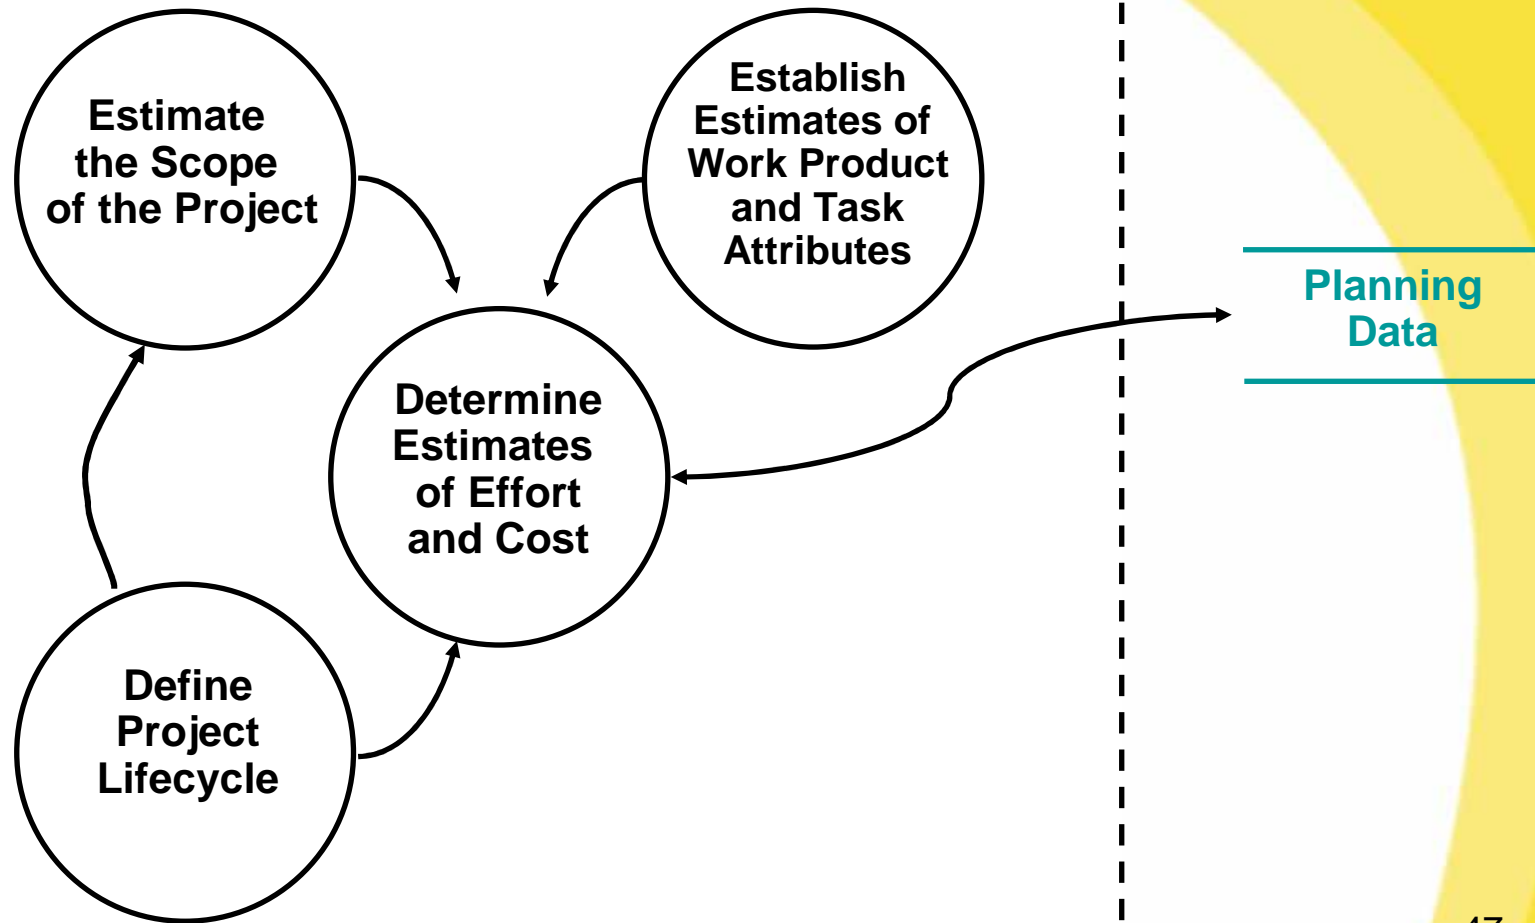 Estimate
the Scope
of the Project
Establish
Estimates of
Work Product
and Task
Attributes
Planning
Data
Determine
Estimates
of Effort
and Cost
Define
Project
Lifecycle